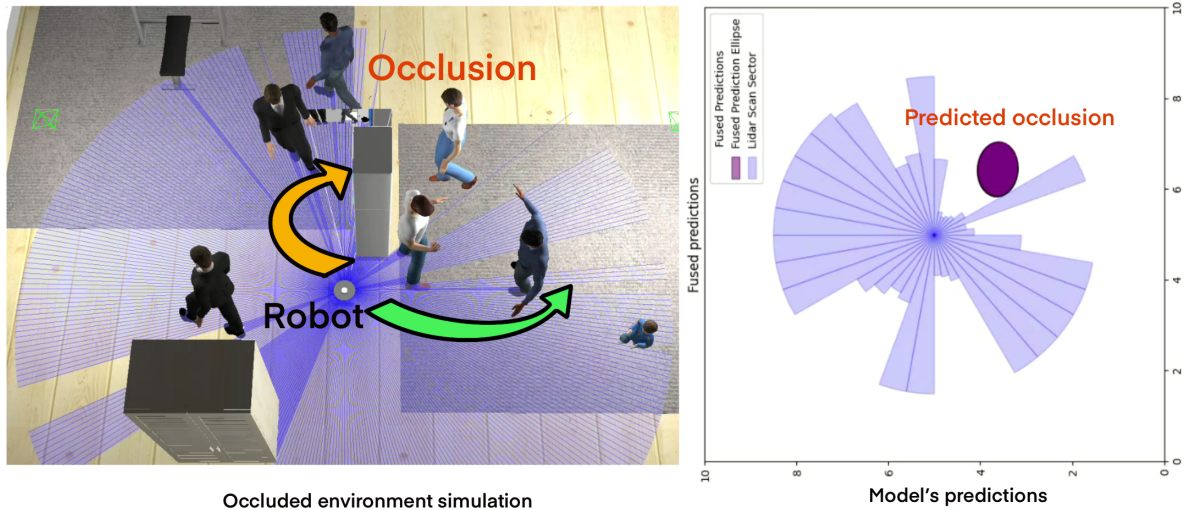 Occlusion
Robot
Occluded environment simulation
Fused predictions
Fused Predictions
Fused Prediction Ellipse
Lidar Scan Sector
Predicted occlusion
10
8
6
4
2
0
10
8
6
4
2
0
Model's predictions